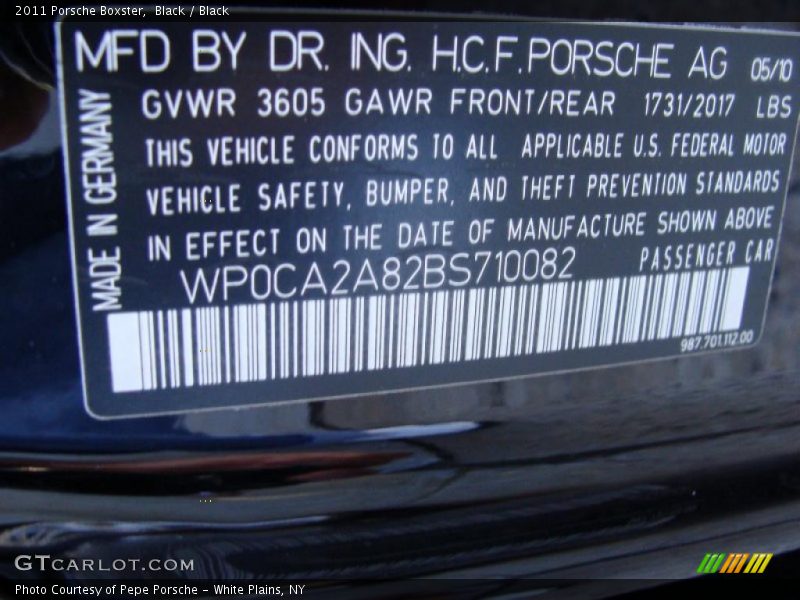 2011 Porsche Boxster, Black / Black
MFD BY DR. ING. H.C.F. PORSCHE AG 05/10
GVWR 3605 GAWR FRONT/REAR 1731/2017 LBS
THIS VEHICLE CONFORMS TO ALL APPLICABLE U.S. FEDERAL MOTOR
VEHICLE SAFETY, BUMPER, AND THEFT PREVENTION STANDARDS
IN EFFECT ON THE DATE OF MANUFACTURE SHOWN ABOVE
WP0CA2A82BS710082 PASSENGER CAR
MADE IN GERMANY
987.701.112.00
GTCARLOT.COM
Photo Courtesy of Pepe Porsche - White Plains, NY